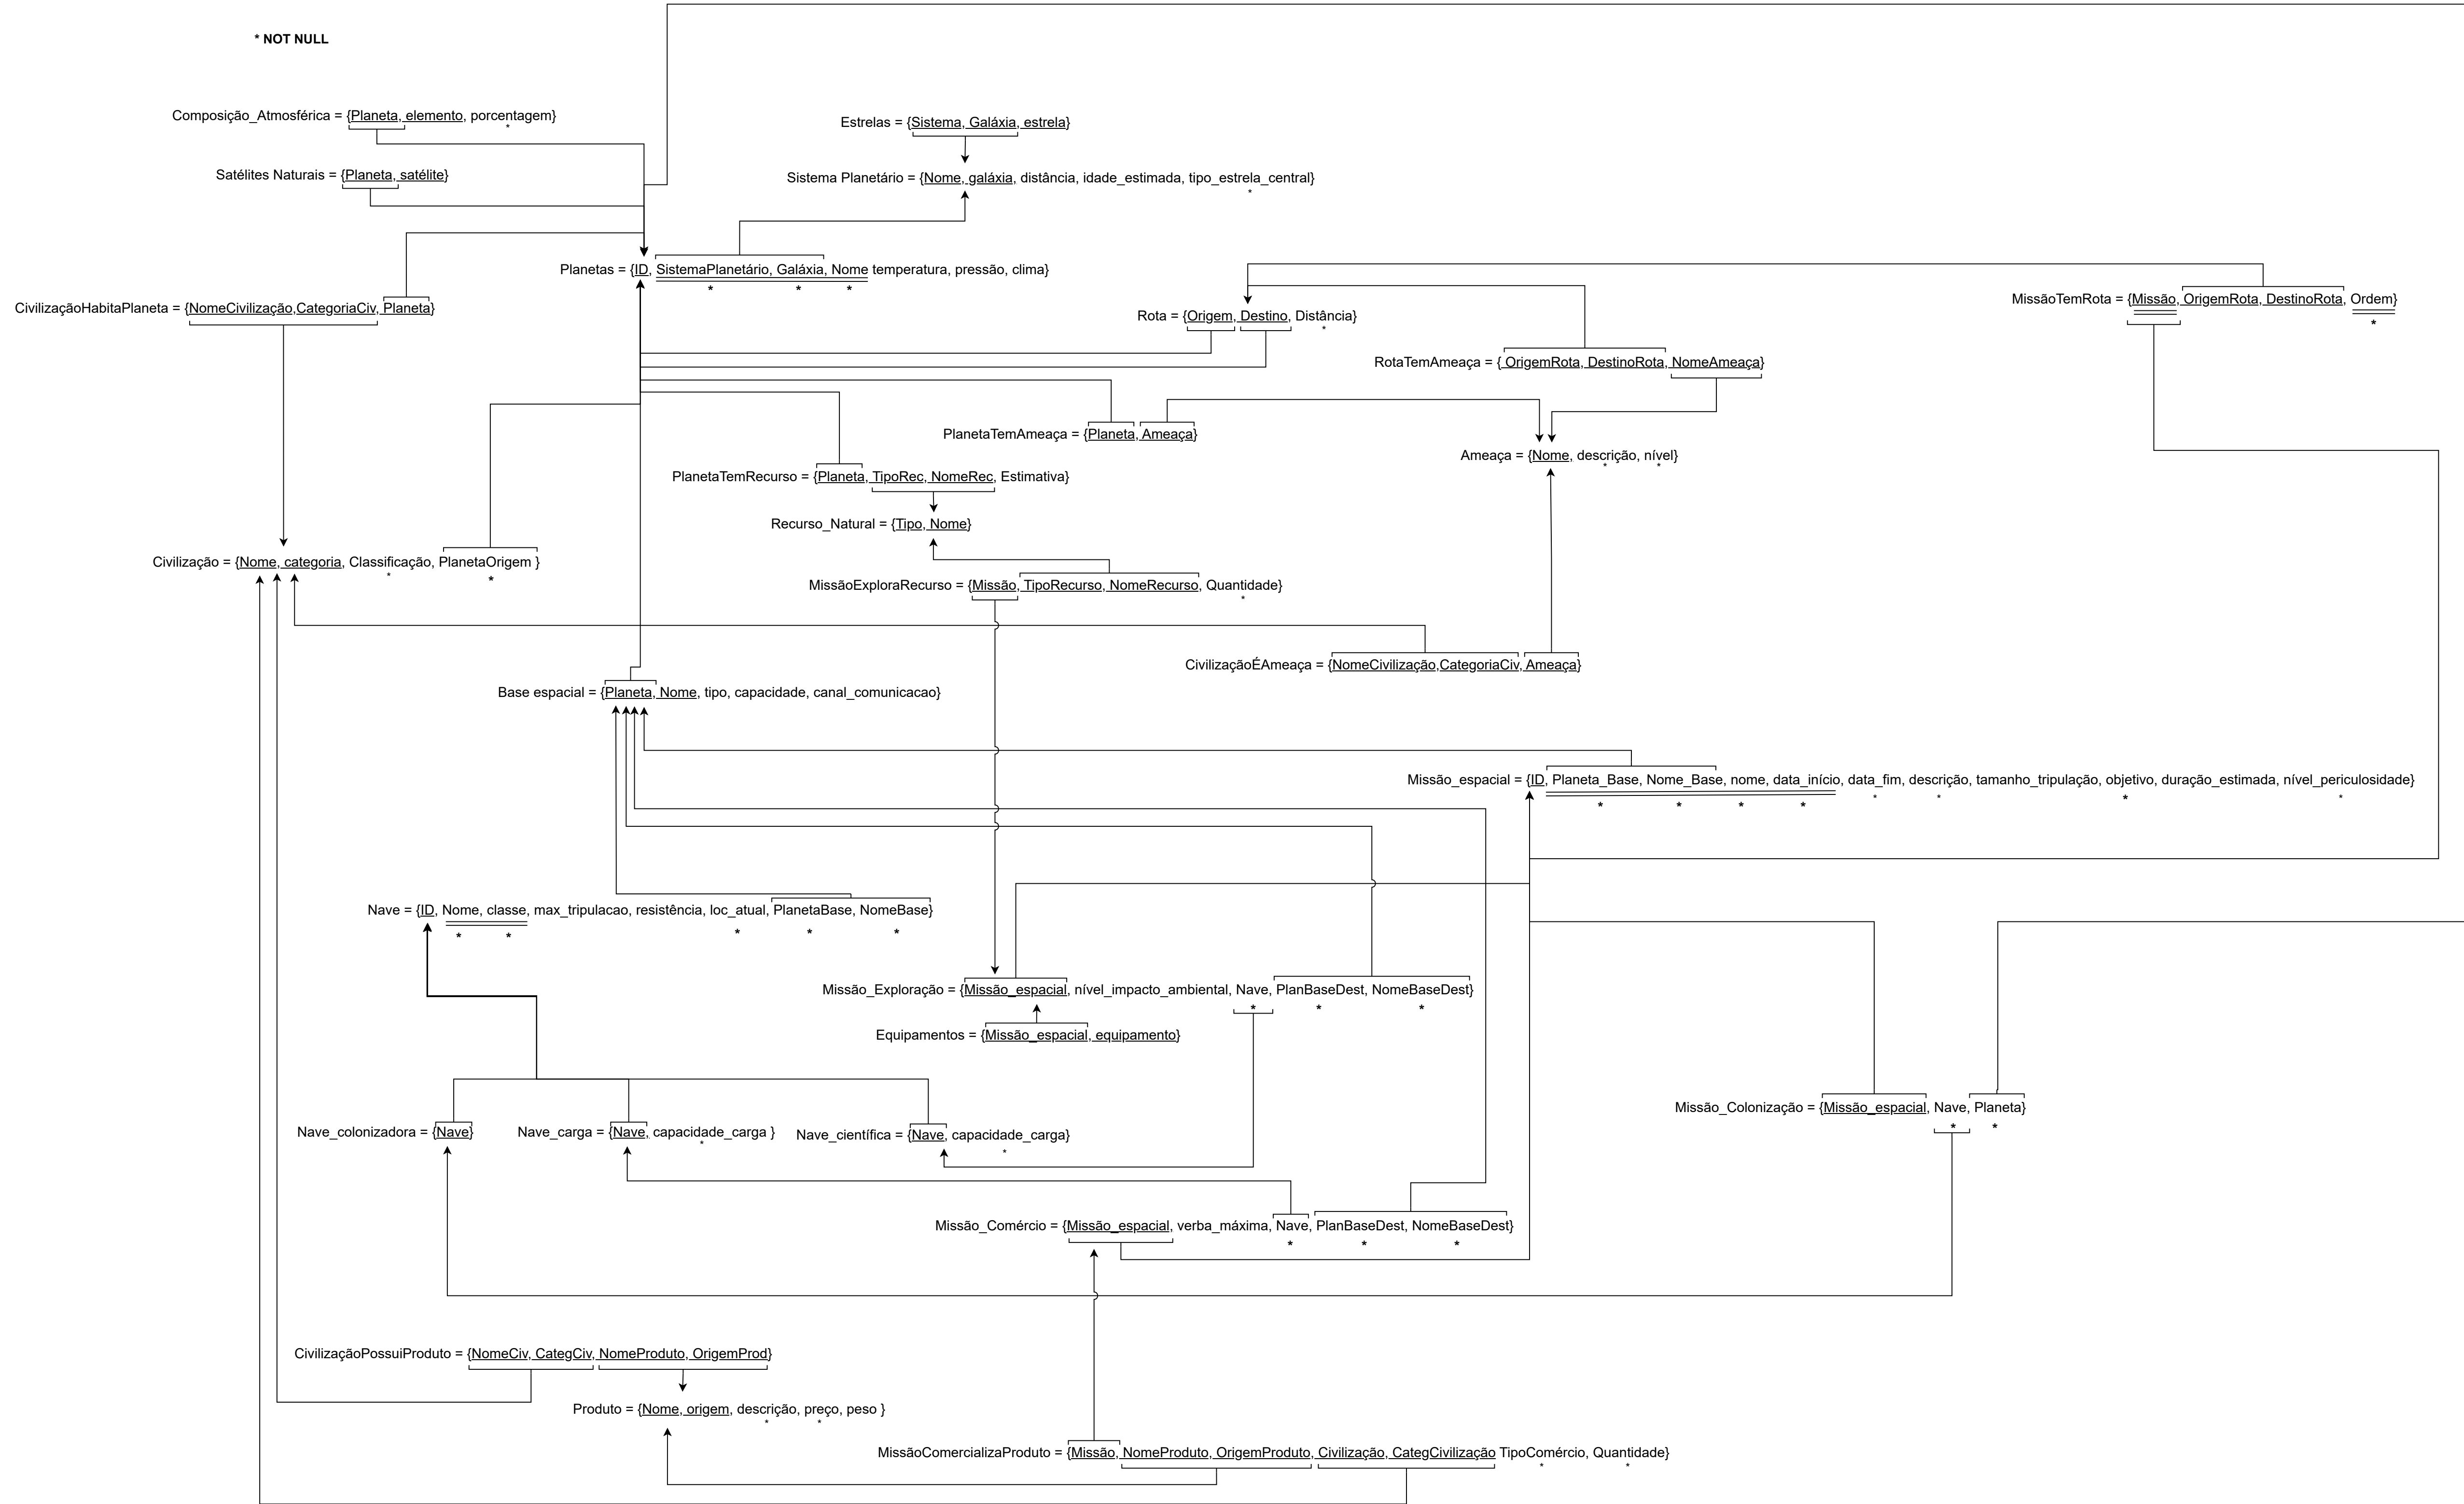 * NOT NULL
Composição_Atmosférica = {Planeta, elemento, porcentagem}
*
Estrelas = {Sistema, Galáxia, estrela}
Satélites Naturais = {Planeta, satélite}
Sistema Planetário = {Nome, galáxia, distância, idade_estimada, tipo_estrela_central}
*
Planetas = {ID, SistemaPlanetário, Galáxia, Nome temperatura, pressão, clima}
* * *
MissãoTemRota = {Missão, OrigemRota, DestinoRota, Ordem}
*
CivilizaçãoHabitaPlaneta = {NomeCivilização,CategoriaCiv, Planeta}
Rota = {Origem, Destino, Distância}
*
RotaTemAmeaça = { OrigemRota, DestinoRota, NomeAmeaça}
PlanetaTemAmeaça = {Planeta, Ameaça}
Ameaça = {Nome, descrição, nível}
* *
PlanetaTemRecurso = {Planeta, TipoRec, NomeRec, Estimativa}
Recurso_Natural = {Tipo, Nome}
Civilização = {Nome, categoria, Classificação, PlanetaOrigem }
* *
MissãoExploraRecurso = {Missão, TipoRecurso, NomeRecurso, Quantidade}
*
CivilizaçãoÉAmeaça = {NomeCivilização,CategoriaCiv, Ameaça}
Base espacial = {Planeta, Nome, tipo, capacidade, canal_comunicacao}
Missão_espacial = {ID, Planeta_Base, Nome_Base, nome, data_início, data_fim, descrição, tamanho_tripulação, objetivo, duração_estimada, nível_periculosidade}
* * * * * * * *
Nave = {ID, Nome, classe, max_tripulacao, resistência, loc_atual, PlanetaBase, NomeBase}
* * * * *
Missão_Exploração = {Missão_espacial, nível_impacto_ambiental, Nave, PlanBaseDest, NomeBaseDest}
* * *
Equipamentos = {Missão_espacial, equipamento}
Missão_Colonização = {Missão_espacial, Nave, Planeta}
* *
Nave_colonizadora = {Nave}
Nave_carga = {Nave, capacidade_carga }
*
Nave_científica = {Nave, capacidade_carga}
*
Missão_Comércio = {Missão_espacial, verba_máxima, Nave, PlanBaseDest, NomeBaseDest}
* * *
CivilizaçãoPossuiProduto = {NomeCiv, CategCiv, NomeProduto, OrigemProd}
Produto = {Nome, origem, descrição, preço, peso }
* *
MissãoComercializaProduto = {Missão, NomeProduto, OrigemProduto, Civilização, CategCivilização TipoComércio, Quantidade}
* *